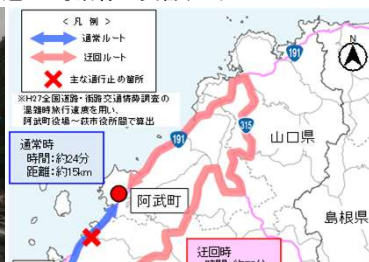 < 凡 例 >
通常ルート
迂回ルート
主な通行止の箇所
※H27全国道路・街路交通情勢調査の
混雑時旅行速度を用い、
阿武町役場～萩市役所間で算出
191
N
315
山口県
通常時
時間:約24分
距離:約15km
191
阿武町
島根県
迂回時